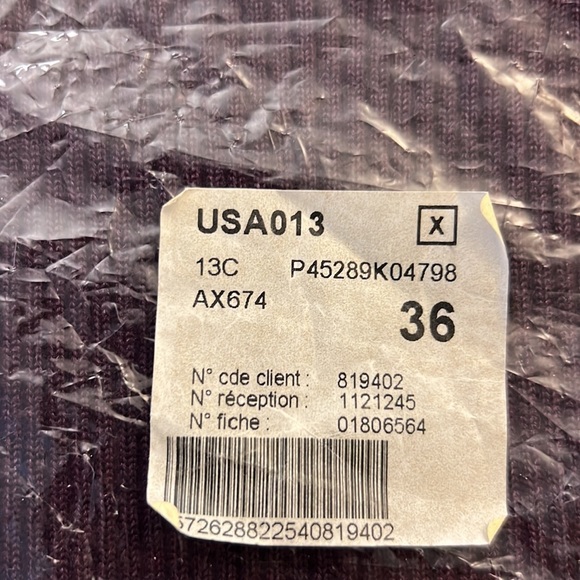 USA013 X
13C P45289K04798
AX674 36
N° cde client : 819402
N° réception : 1121245
N° fiche : 01806564
572628822540819402